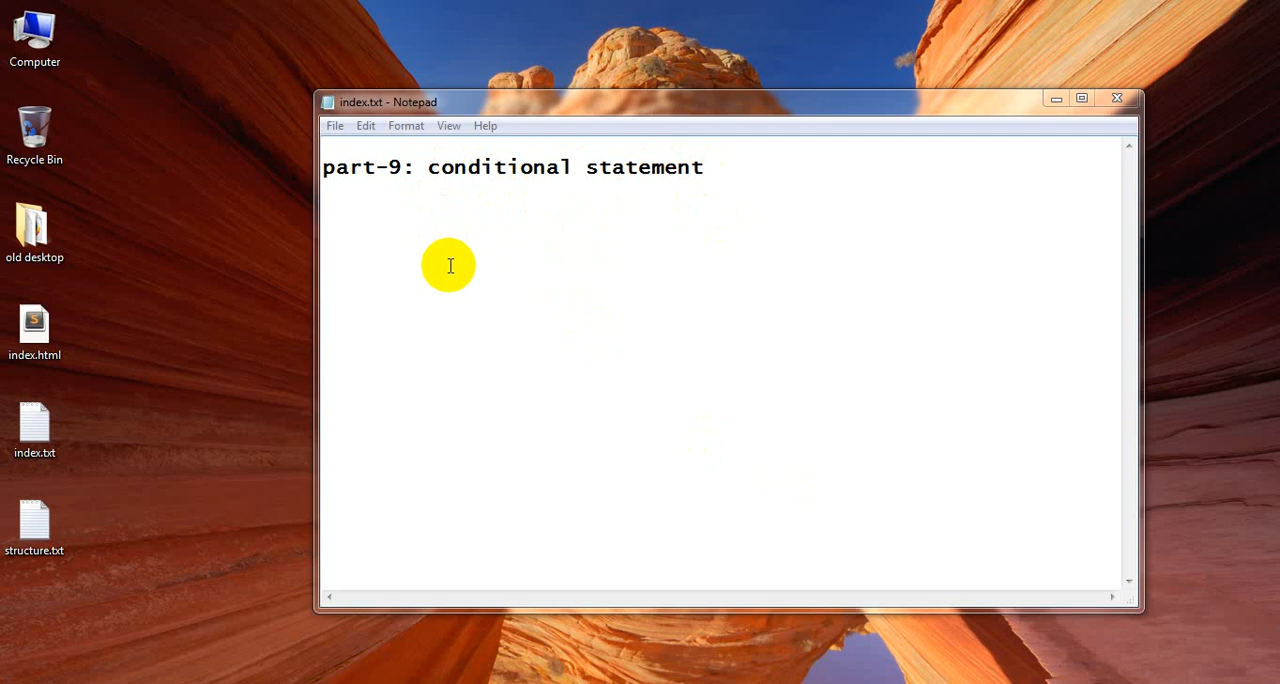 Computer
Recycle Bin
old desktop
index.html
index.txt
structure.txt
index.txt - Notepad
File Edit Format View Help
part-9: conditional statement